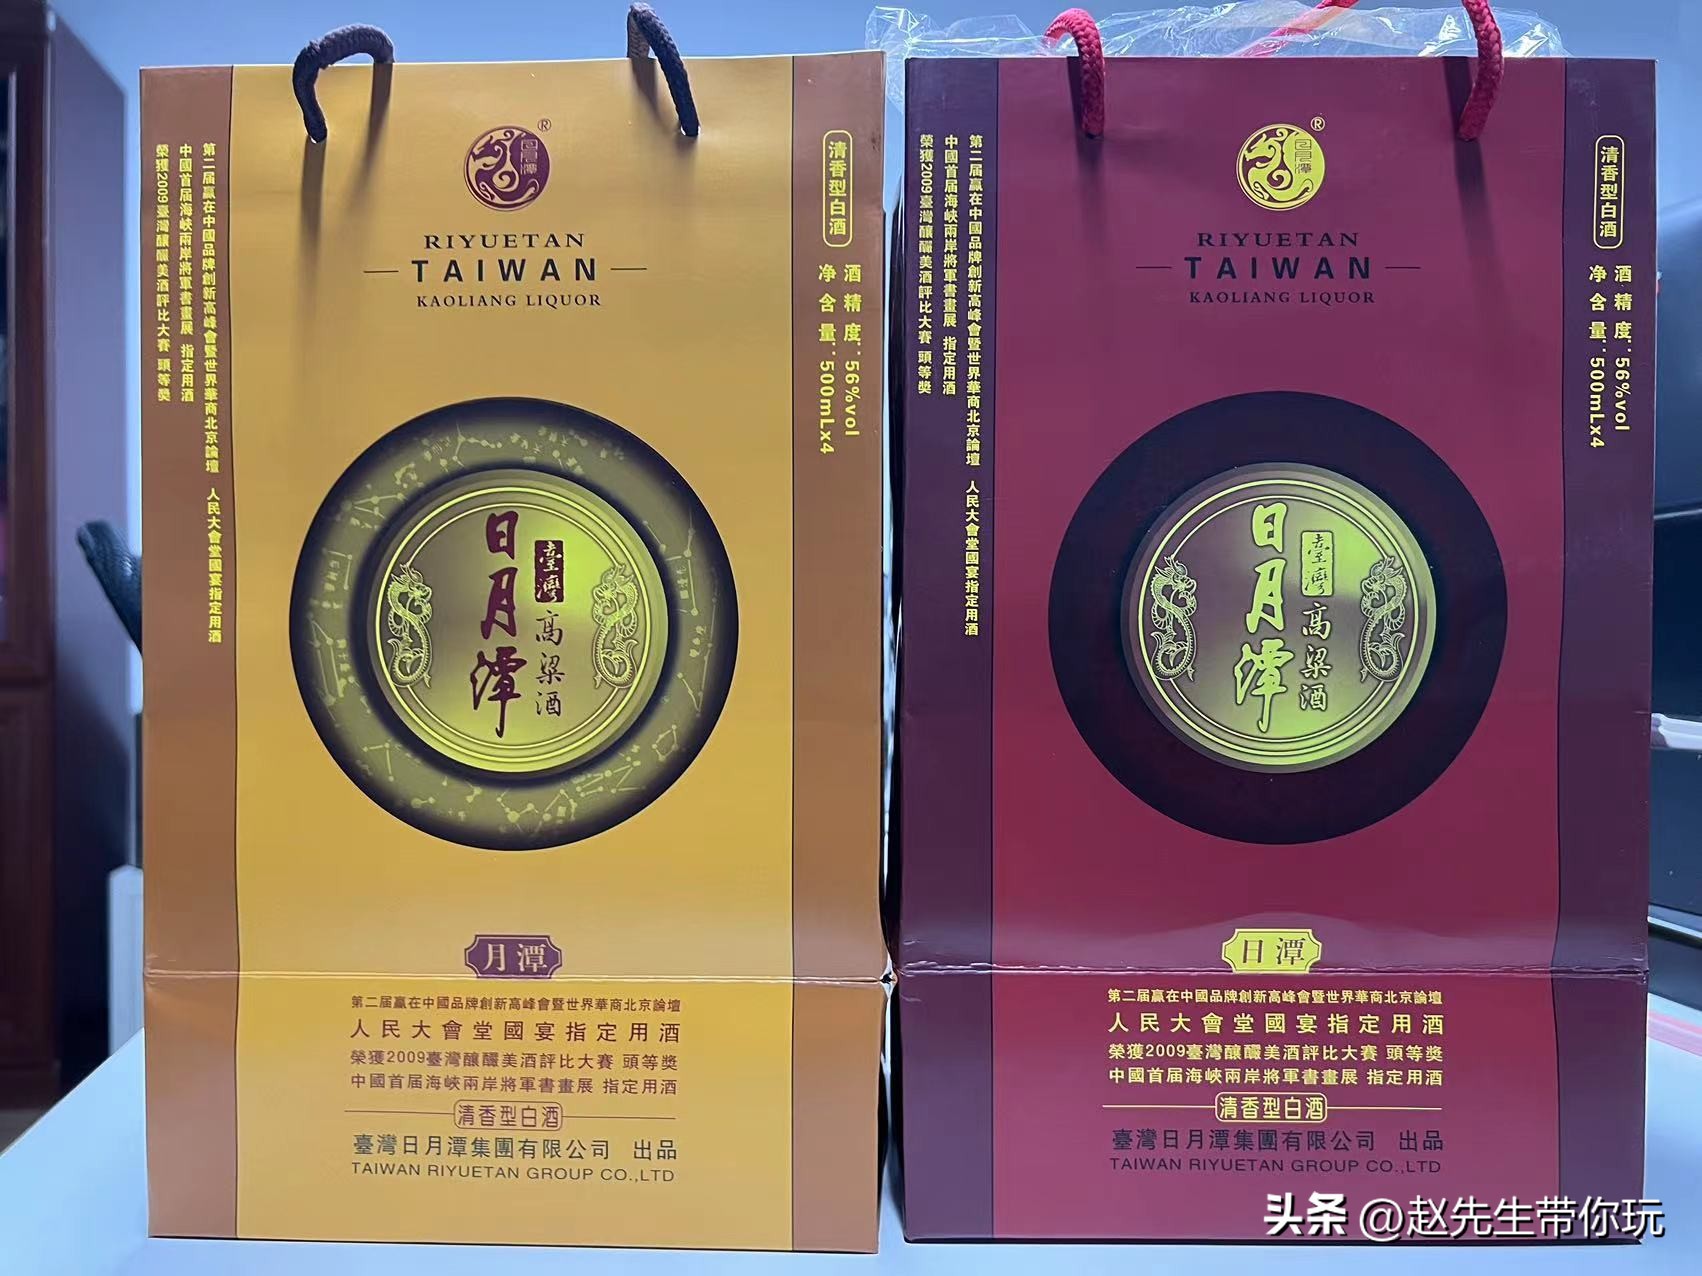 第二届贏在中國品牌創新高峰會暨世界華商北京論壇 人民大會堂國宴指定用酒
中國首届海峽兩岸將軍書畫展 指定用酒
榮獲2009臺灣釀釀美酒評比大賽 頭等獎
日月潭
®
RIYUETAN
TAIWAN
KAOLIANG LIQUOR
清香型白酒
酒精度：56%vol
净含量：500mLx4
臺灣高粱酒
日月潭
月潭
第二届贏在中國品牌創新高峰會暨世界華商北京論壇
人民大會堂國宴指定用酒
榮獲2009臺灣釀釀美酒評比大賽 頭等獎
中國首届海峽兩岸將軍書畫展 指定用酒
清香型白酒
臺灣日月潭集團有限公司 出品
TAIWAN RIYUETAN GROUP CO.,LTD
第二届贏在中國品牌創新高峰會暨世界華商北京論壇 人民大會堂國宴指定用酒
中國首届海峽兩岸將軍書畫展 指定用酒
榮獲2009臺灣釀釀美酒評比大賽 頭等獎
日月潭
®
RIYUETAN
TAIWAN
KAOLIANG LIQUOR
清香型白酒
酒精度：56%vol
净含量：500mLx4
臺灣高粱酒
日月潭
日潭
第二届贏在中國品牌創新高峰會暨世界華商北京論壇
人民大會堂國宴指定用酒
榮獲2009臺灣釀釀美酒評比大賽 頭等獎
中國首届海峽兩岸將軍書畫展 指定用酒
清香型白酒
臺灣日月潭集團有限公司 出品
TAIWAN RIYUETAN GROUP CO.,LTD
头条 @赵先生带你玩